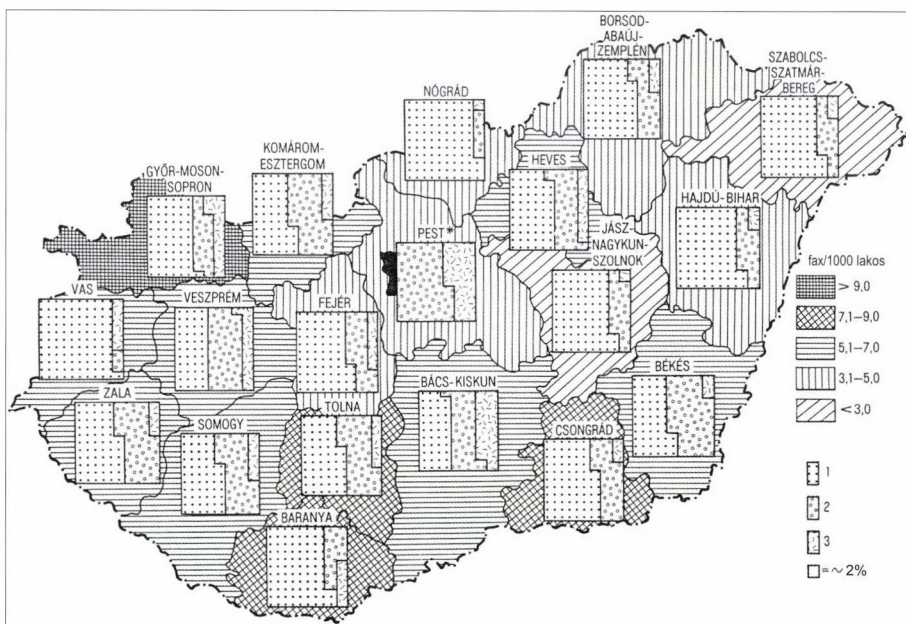 BORSOD-
ABAÚJ-
ZEMPLÉN
SZABOLCS-
SZATMÁR-
BEREG
NÓGRÁD
KOMÁROM-
ESZTERGOM
HEVES
GYŐR-MOSON-
SOPRON
HAJDÚ-BIHAR
PEST*
JÁSZ-
NAGYKUN-
SZOLNOK
VAS
VESZPRÉM
FEJÉR
ZALA
SOMOGY
TOLNA
BÁCS-KISKUN
BÉKÉS
CSONGRÁD
BARANYA
fax/1000 lakos
> 9,0
7,1–9,0
5,1–7,0
3,1–5,0
< 3,0
1
2
3
= ~ 2%